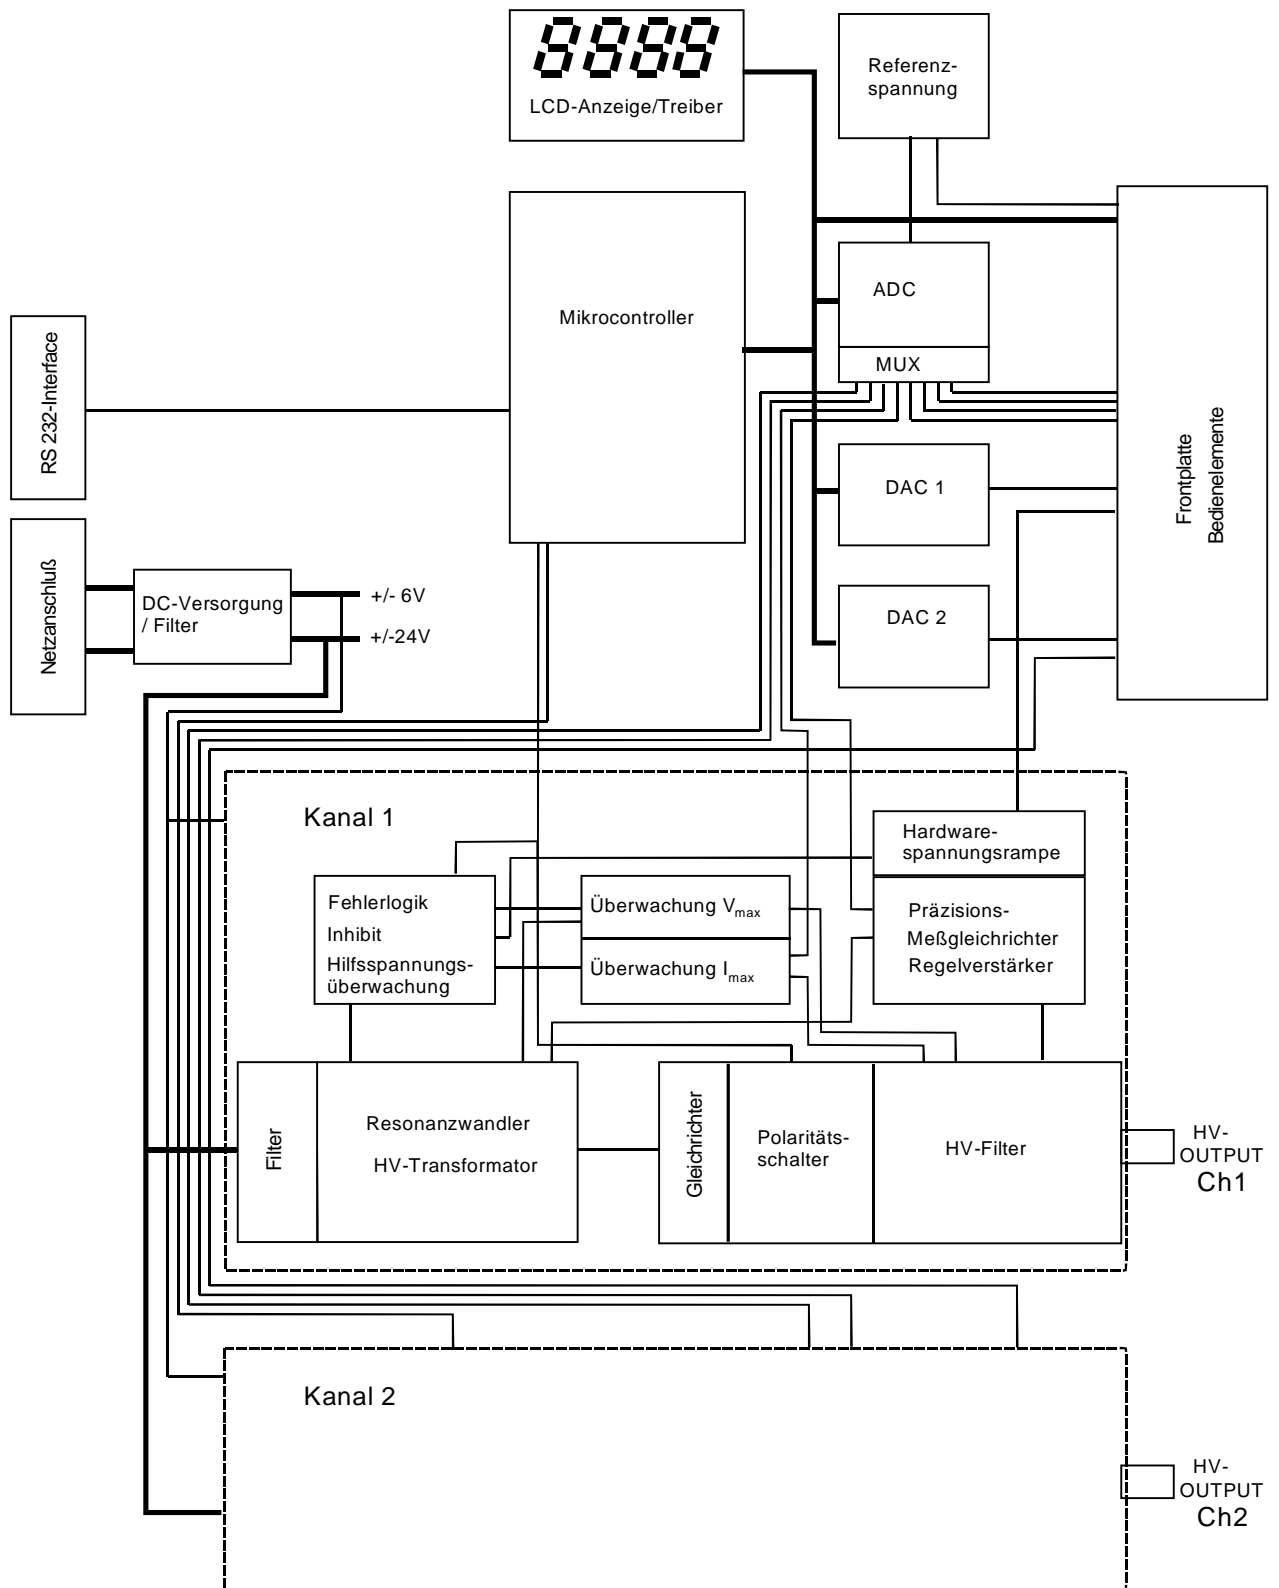 8888
LCD-Anzeige/Treiber
Referenz-
spannung
Mikrocontroller
ADC
MUX
RS 232-Interface
DAC 1
Frontplatte
Bedienelemente
Netzanschluß
DC-Versorgung
/ Filter
+/- 6V
+/-24V
DAC 2
Kanal 1
Hardware-
spannungsrampe
Fehlerlogik
Inhibit
Hilfsspannungs-
überwachung
Überwachung Vmax
Überwachung Imax
Präzisions-
Meßgleichrichter
Regelverstärker
Filter
Resonanzwandler
HV-Transformator
Gleichrichter
Polaritäts-
schalter
HV-Filter
HV-
OUTPUT
Ch1
Kanal 2
HV-
OUTPUT
Ch2